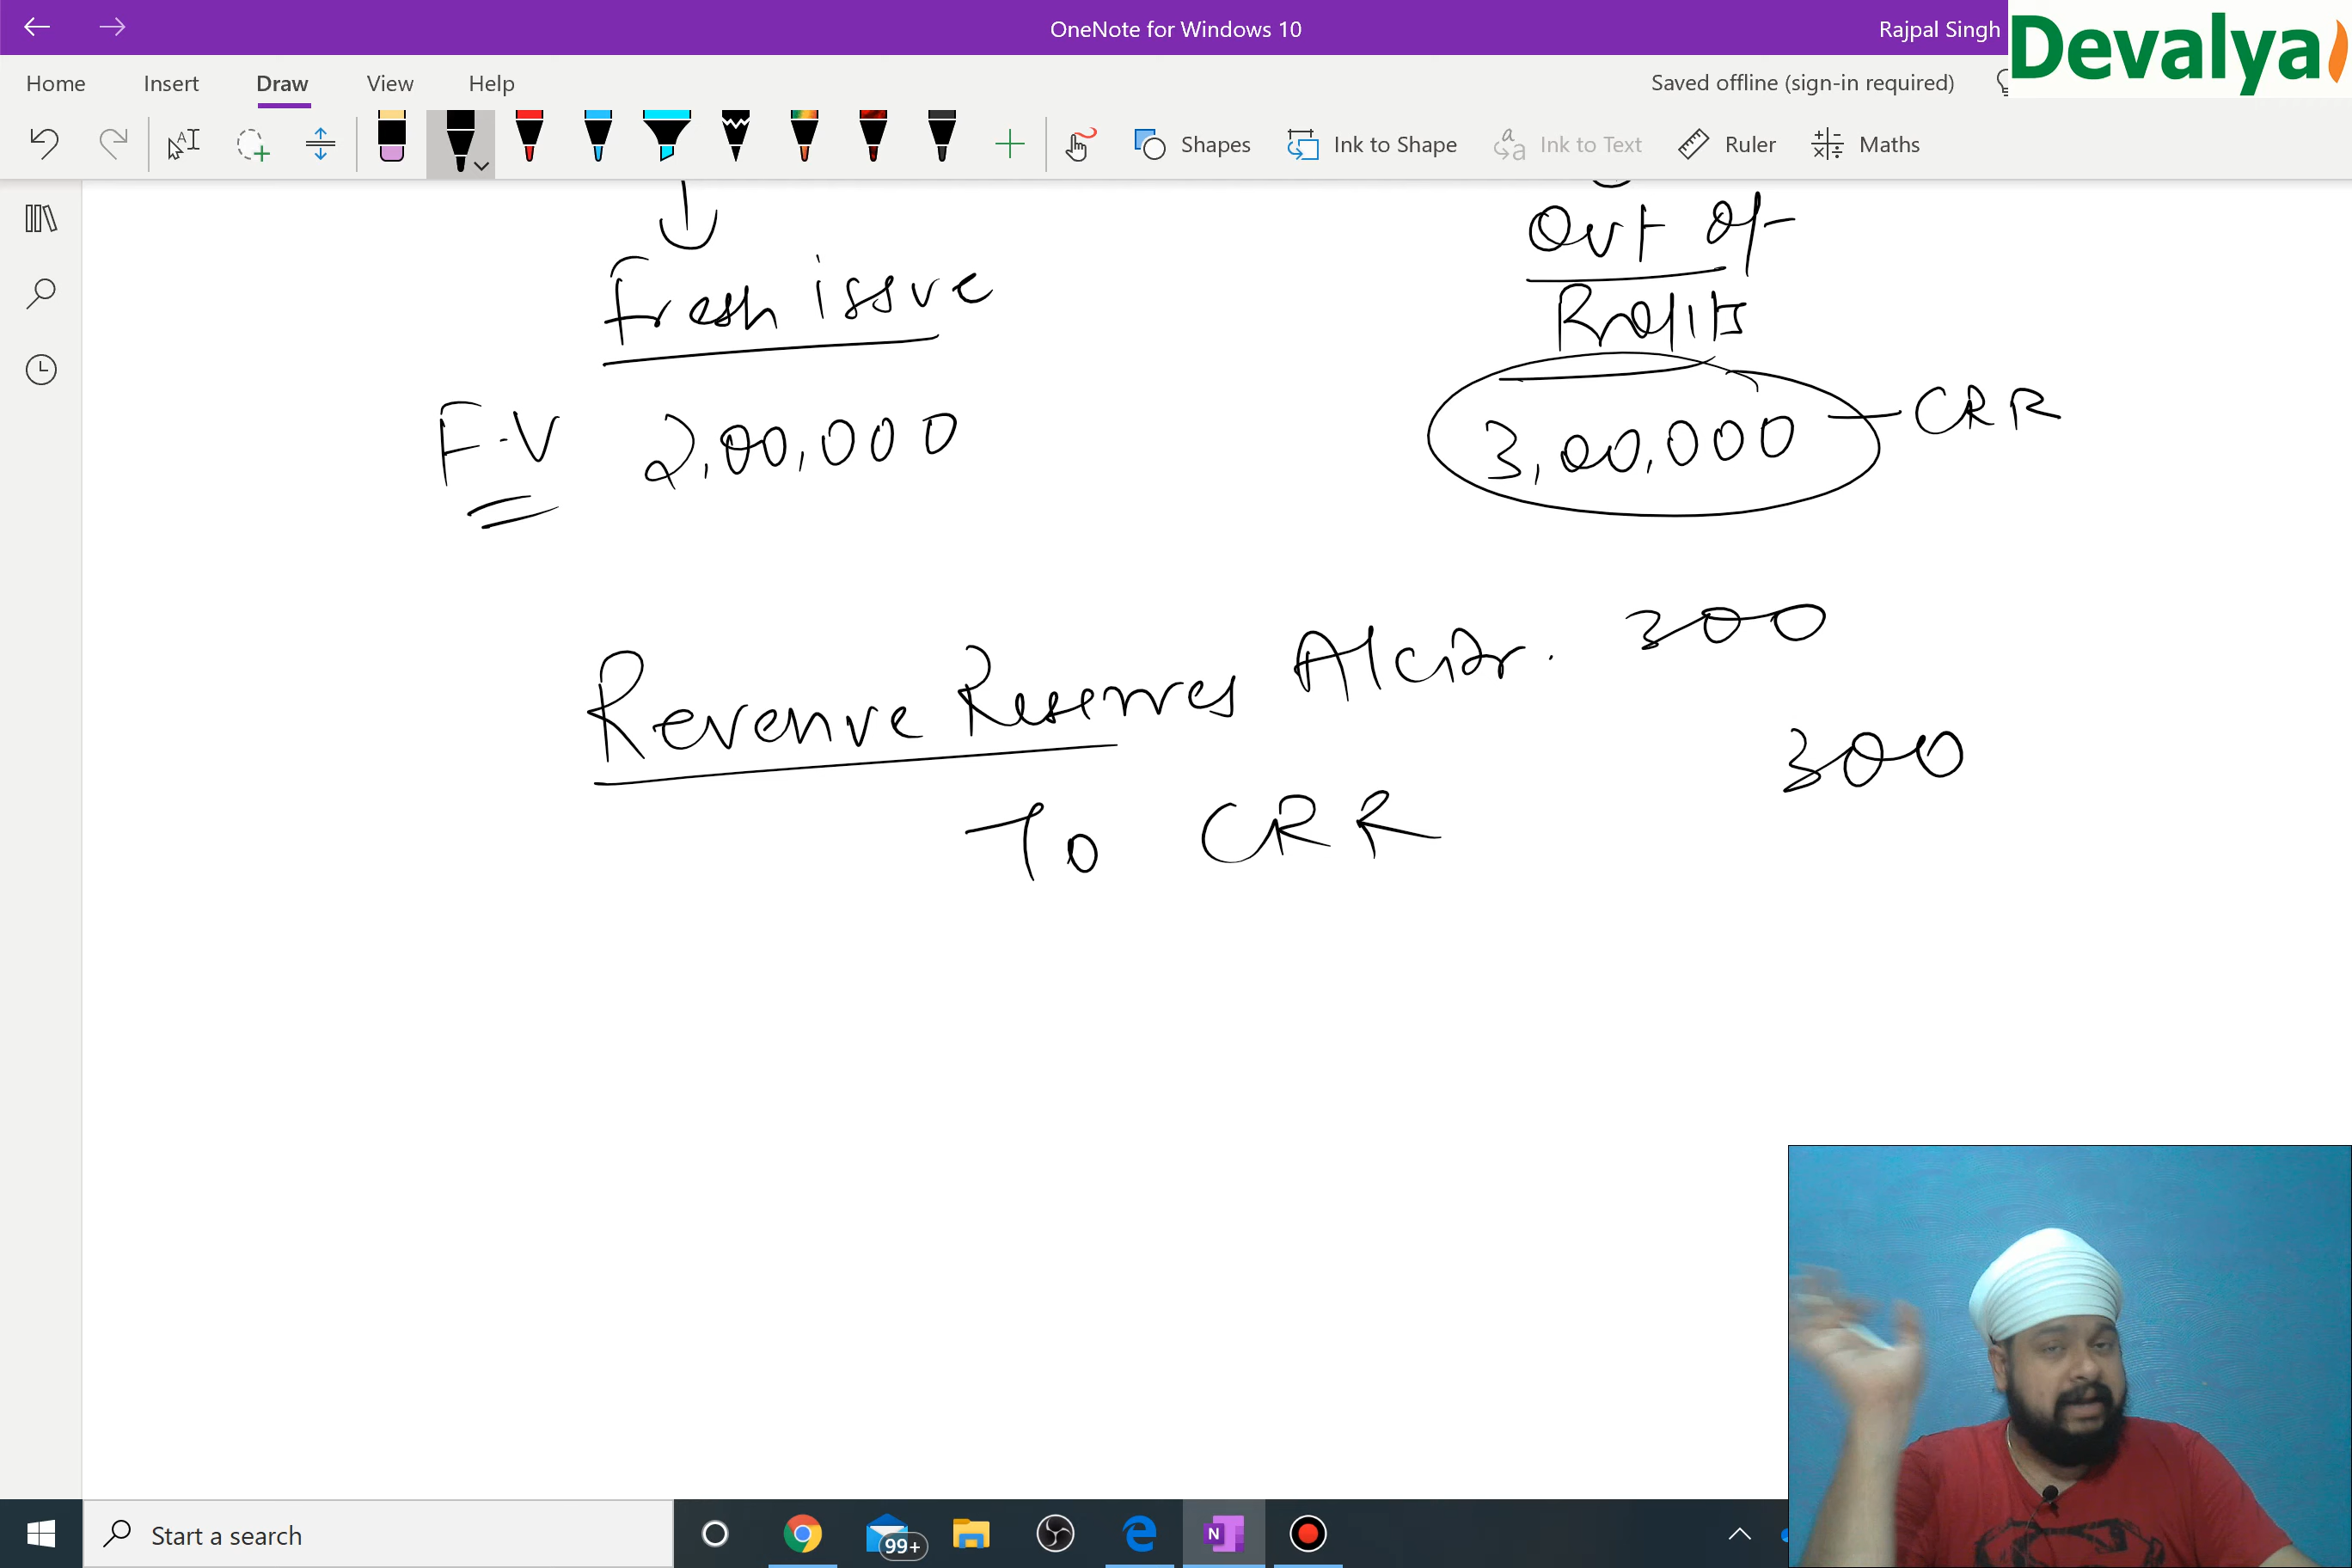 OneNote for Windows 10
Rajpal Singh
Devalya
Home Insert Draw View Help
Saved offline (sign-in required)
Shapes Ink to Shape Ink to Text Ruler Maths
Fresh issue
Out of
Profits
F.V 2,00,000
3,00,000 CRR
Revenue Reserves A/c Dr. 300
To CRR 300
Start a search
99+